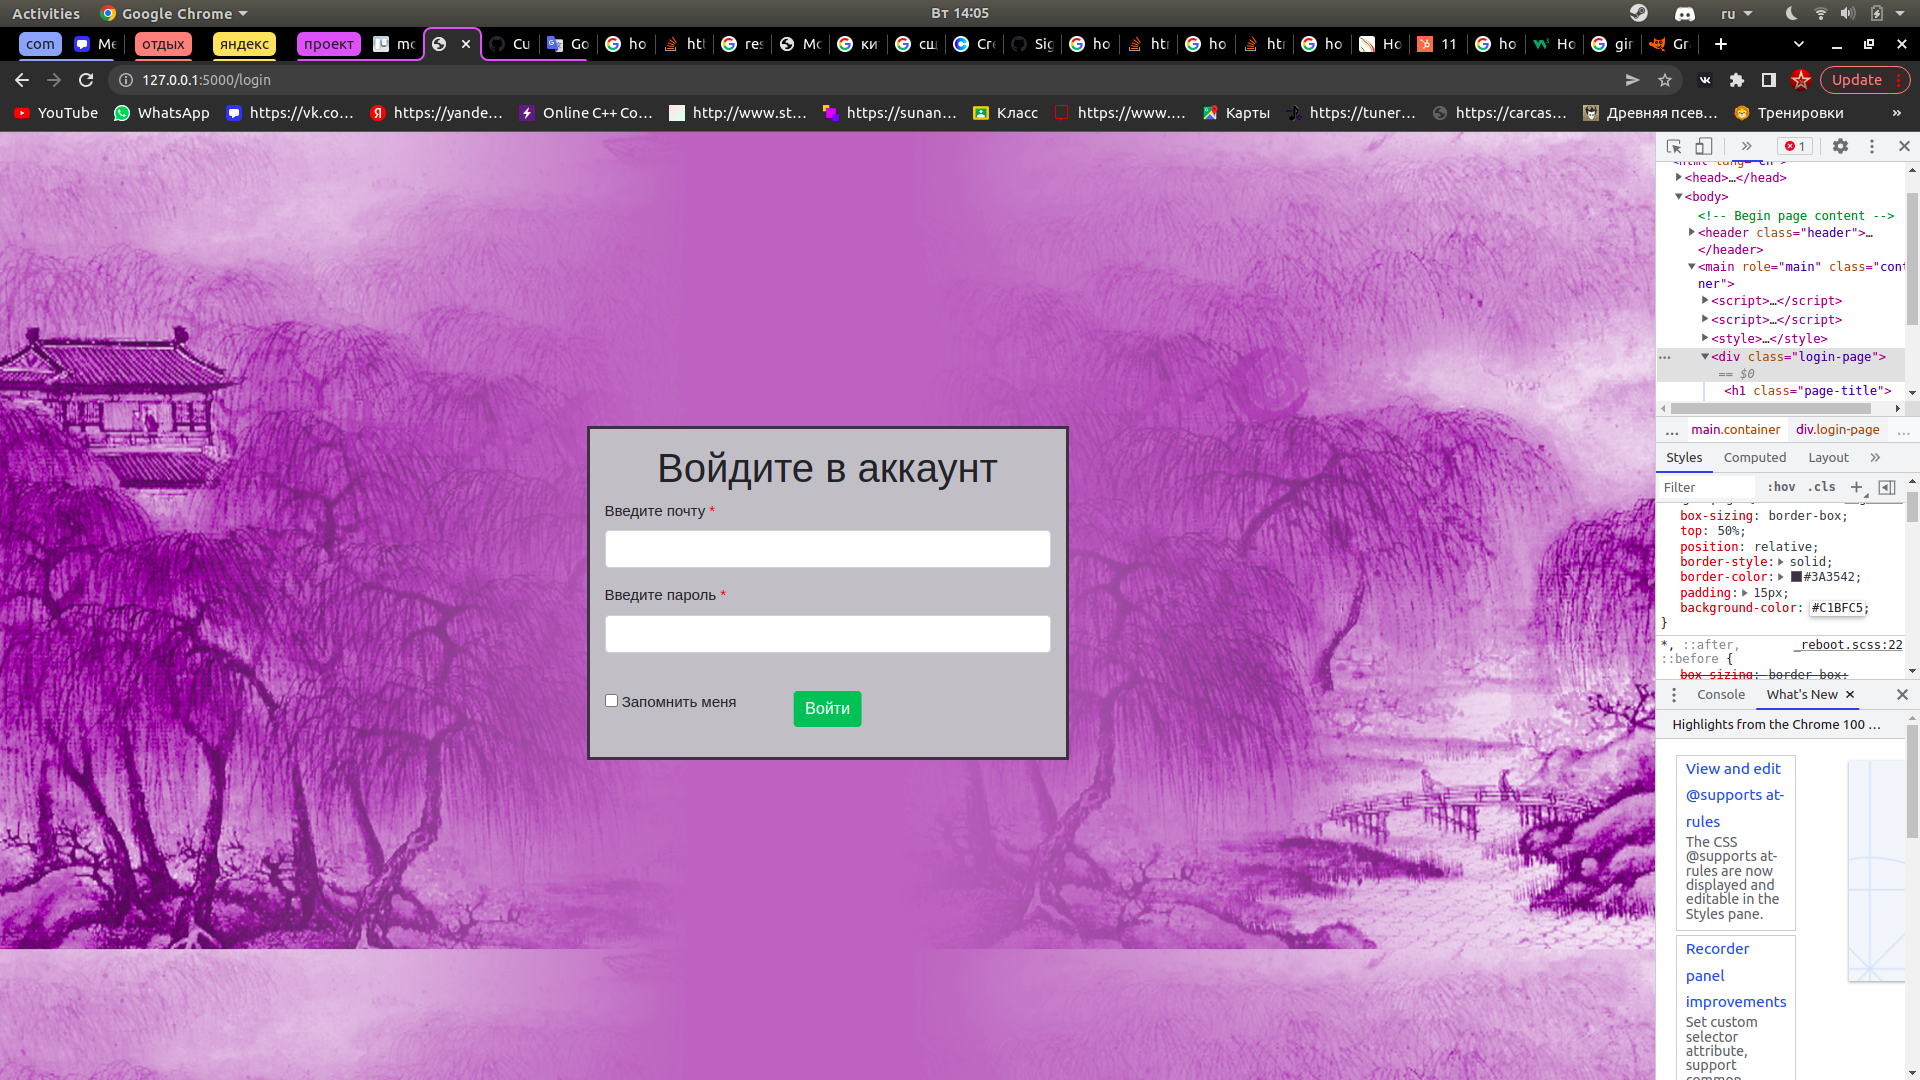 Activities Google Chrome Вт 14:05 ru
com Me отдых яндекс проект mc Cu Go ho htt res Mc ки сщ Cre Sig ho htr ho htr ho Ho 11 ho Ho gir Gr
127.0.0.1:5000/login Update
YouTube WhatsApp https://vk.co… https://yande… Online C++ Co… http://www.st… https://sunan… Класс https://www.… Карты https://tuner… https://carcas… Древняя псев… Тренировки »
Войдите в аккаунт
Введите почту *
Введите пароль *
Запомнить меня Войти
» 1
<head>…</head>
<body>
<!-- Begin page content -->
<header class="header">…
</header>
<main role="main" class="cont
ner">
<script>…</script>
<script>…</script>
<style>…</style>
<div class="login-page">
== $0
<h1 class="page-title">
… main.container div.login-page …
Styles Computed Layout »
Filter :hov .cls +
box-sizing: border-box;
top: 50%;
position: relative;
border-style: solid;
border-color: #3A3542;
padding: 15px;
background-color: #C1BFC5;
}
*, ::after, _reboot.scss:22
::before {
box-sizing: border-box;
Console What's New
Highlights from the Chrome 100 …
View and edit
@supports at-
rules
The CSS
@supports at-
rules are now
displayed and
editable in the
Styles pane.
Recorder
panel
improvements
Set custom
selector
attribute,
support
common